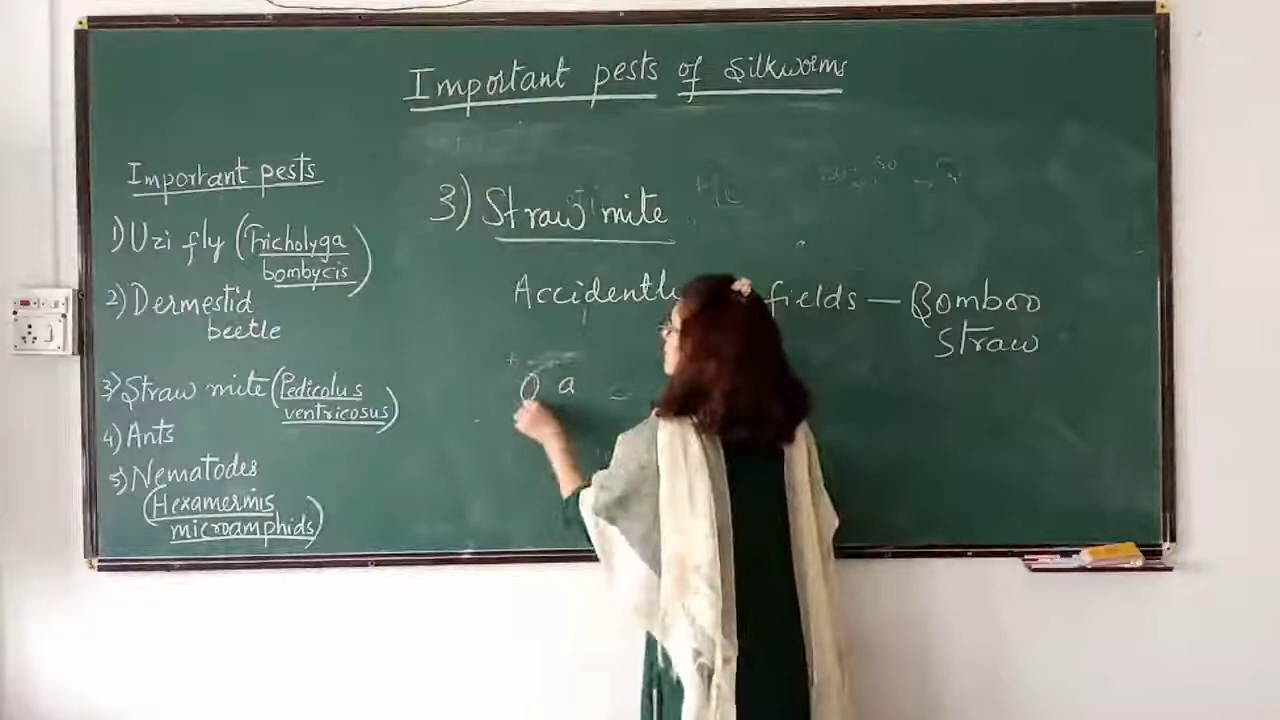 Important pests of Silkworms
Important pests
1) Uzi fly (Tricholyga
bombycis)
2) Dermestid
beetle
3) Straw mite (Pedicolus
ventricosus)
4) Ants
5) Nematodes
(Hexamermis
microamphids)
3) Straw mite
Accidently fields — Bomboo
Straw